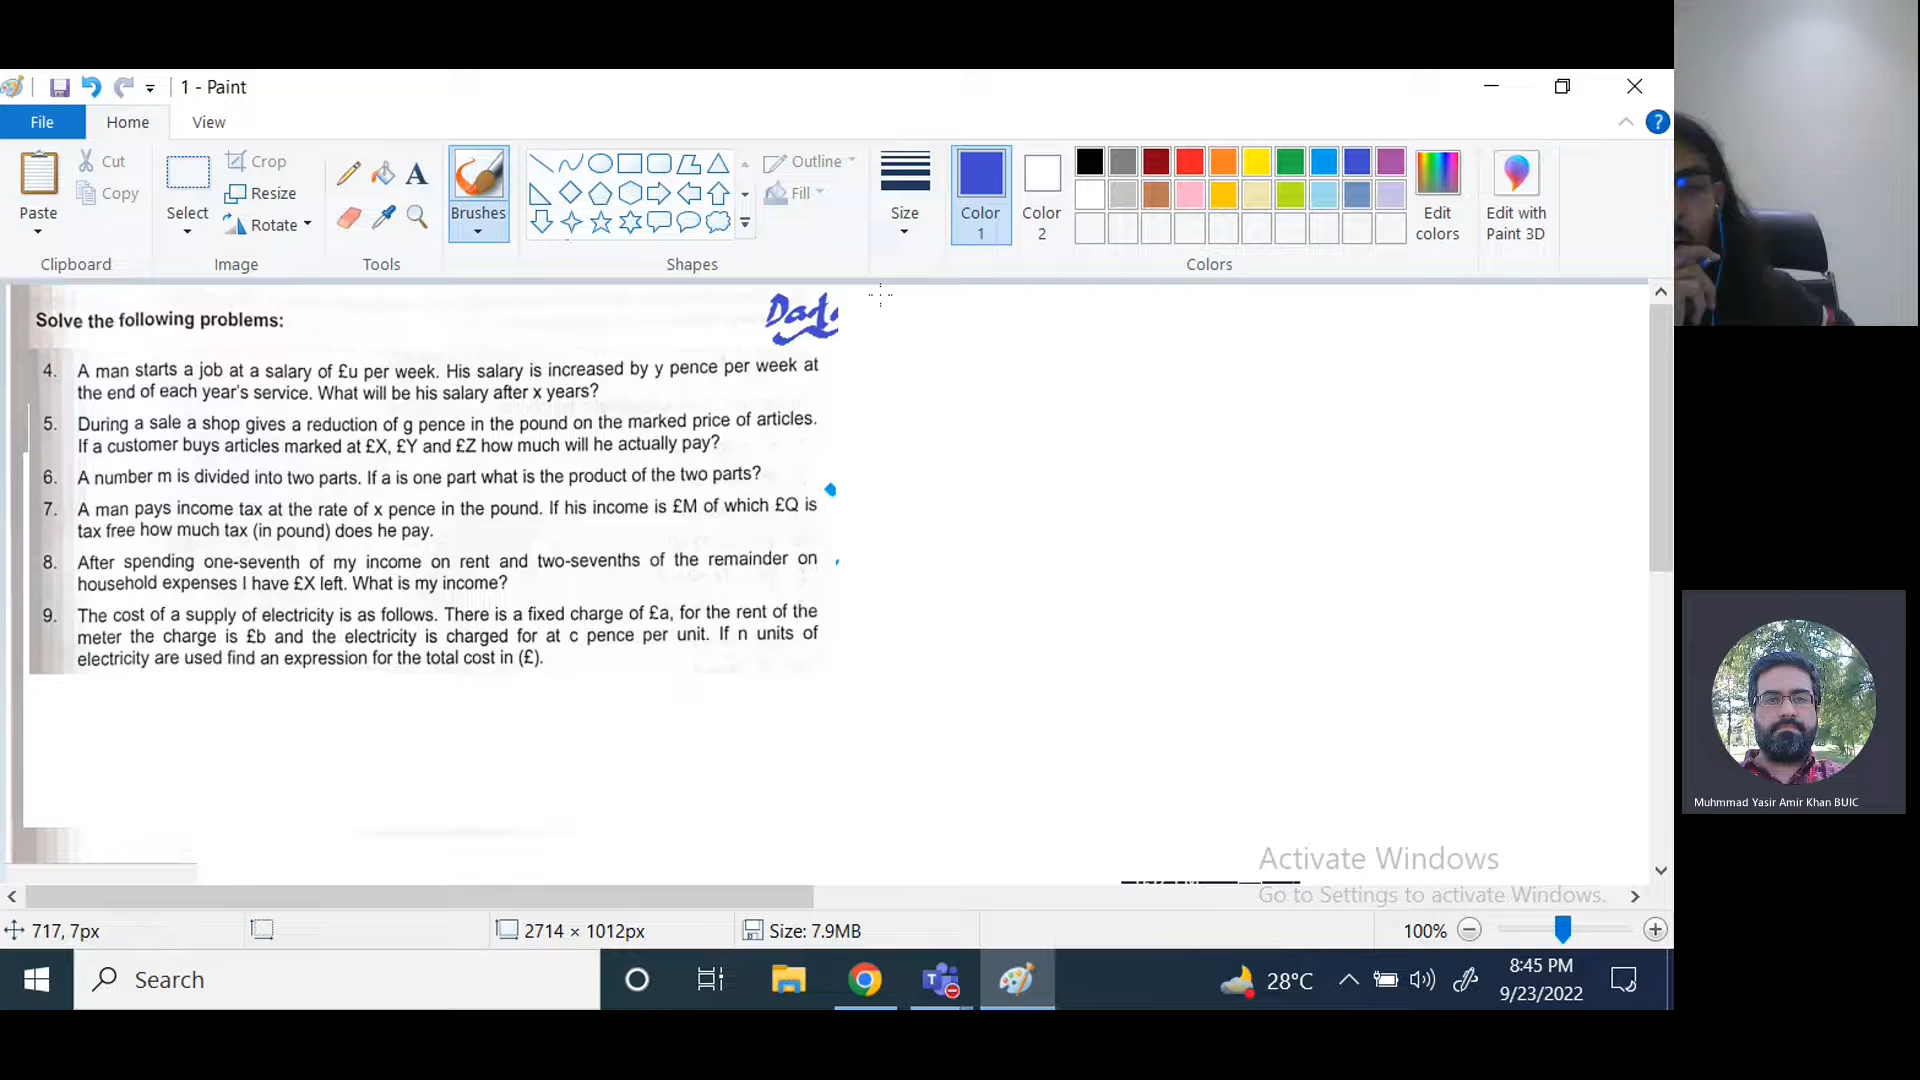 1 - Paint
File Home View
Cut
Copy
Paste
Clipboard
Crop
Resize
Rotate
Select
Image
Tools
Brushes
Outline
Fill
Shapes
Size
Color 1
Color 2
Edit colors
Edit with Paint 3D
Colors
Solve the following problems:
4. A man starts a job at a salary of £u per week. His salary is increased by y pence per week at
the end of each year's service. What will be his salary after x years?
5. During a sale a shop gives a reduction of g pence in the pound on the marked price of articles.
If a customer buys articles marked at £X, £Y and £Z how much will he actually pay?
6. A number m is divided into two parts. If a is one part what is the product of the two parts?
7. A man pays income tax at the rate of x pence in the pound. If his income is £M of which £Q is
tax free how much tax (in pound) does he pay.
8. After spending one-seventh of my income on rent and two-sevenths of the remainder on
household expenses I have £X left. What is my income?
9. The cost of a supply of electricity is as follows. There is a fixed charge of £a, for the rent of the
meter the charge is £b and the electricity is charged for at c pence per unit. If n units of
electricity are used find an expression for the total cost in (£).
Muhmmad Yasir Amir Khan BUIC
Activate Windows
Go to Settings to activate Windows.
717, 7px
2714 × 1012px
Size: 7.9MB
100%
Search
28°C
8:45 PM
9/23/2022